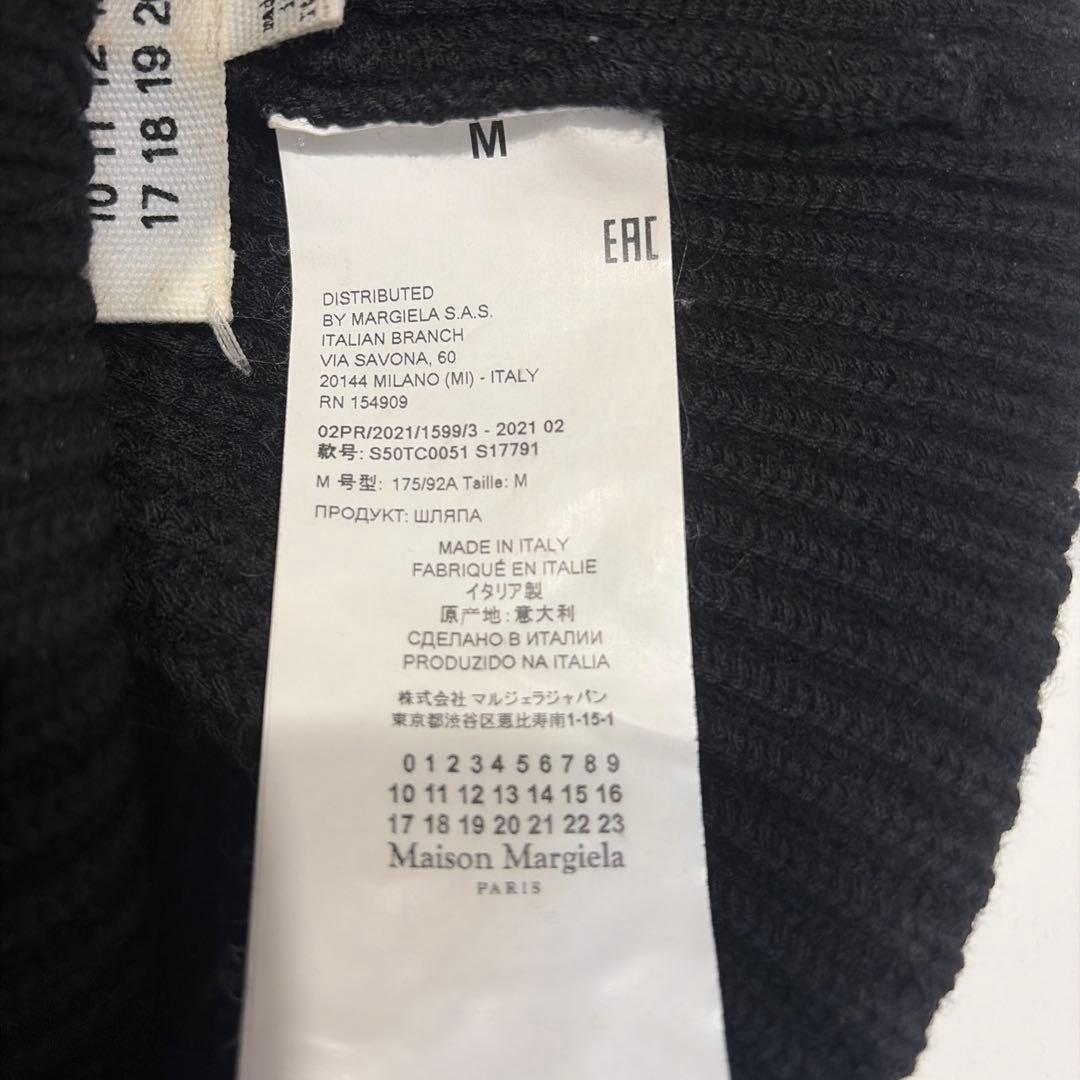 10 11 12
17 18 19 2
M
EAC
DISTRIBUTED
BY MARGIELA S.A.S.
ITALIAN BRANCH
VIA SAVONA, 60
20144 MILANO (MI) - ITALY
RN 154909
02PR/2021/1599/3 - 2021 02
款号: S50TC0051 S17791
M 号型: 175/92A Taille: M
ПРОДУКТ: ШЛЯПА
MADE IN ITALY
FABRIQUÉ EN ITALIE
イタリア製
原产地: 意大利
СДЕЛАНО В ИТАЛИИ
PRODUZIDO NA ITALIA
株式会社 マルジェラジャパン
東京都渋谷区恵比寿南1-15-1
0 1 2 3 4 5 6 7 8 9
10 11 12 13 14 15 16
17 18 19 20 21 22 23
Maison Margiela
PARIS